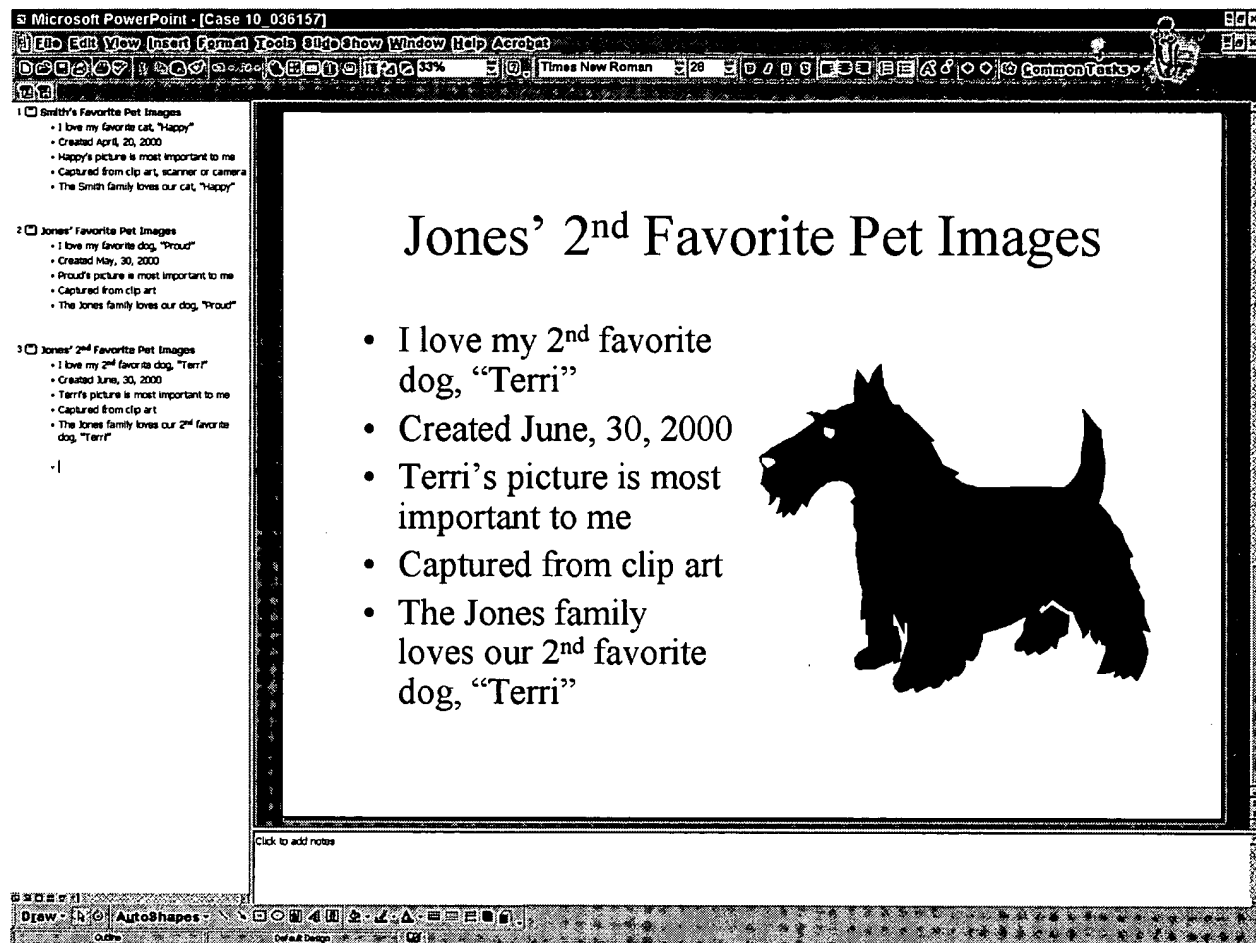 Microsoft PowerPoint - [Case 10_036157]
File Edit View Insert Format Tools Slide Show Window Help Acrobat
33% Times New Roman 28 B I U S Common Tasks
1 Smith's Favorite Pet Images
• I love my favorite cat, "Happy"
• Created April, 20, 2000
• Happy's picture is most important to me
• Captured from clip art, scanner or camera
• The Smith family loves our cat, "Happy"
2 Jones' Favorite Pet Images
• I love my favorite dog, "Proud"
• Created May, 30, 2000
• Proud's picture is most important to me
• Captured from clip art
• The Jones family loves our dog, "Proud"
3 Jones' 2nd Favorite Pet Images
• I love my 2nd favorite dog, "Terri"
• Created June, 30, 2000
• Terri's picture is most important to me
• Captured from clip art
• The Jones family loves our 2nd favorite
dog, "Terri"
Jones’ 2nd Favorite Pet Images
• I love my 2nd favorite
dog, “Terri”
• Created June, 30, 2000
• Terri’s picture is most
important to me
• Captured from clip art
• The Jones family
loves our 2nd favorite
dog, “Terri”
Click to add notes
Draw AutoShapes
Outline Default Design